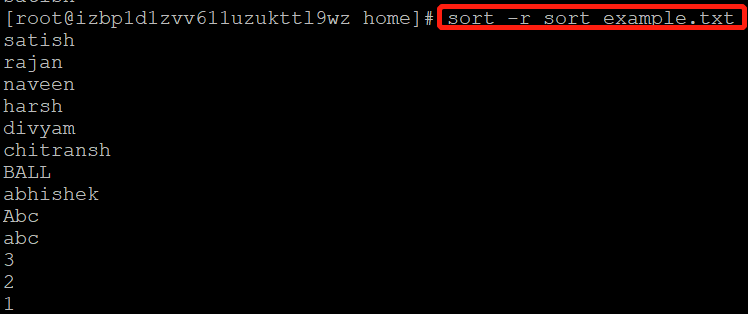 [root@izbp1d1zvv611uzukttl9wz home]# sort -r sort example.txt
satish
rajan
naveen
harsh
divyam
chitransh
BALL
abhishek
Abc
abc
3
2
1